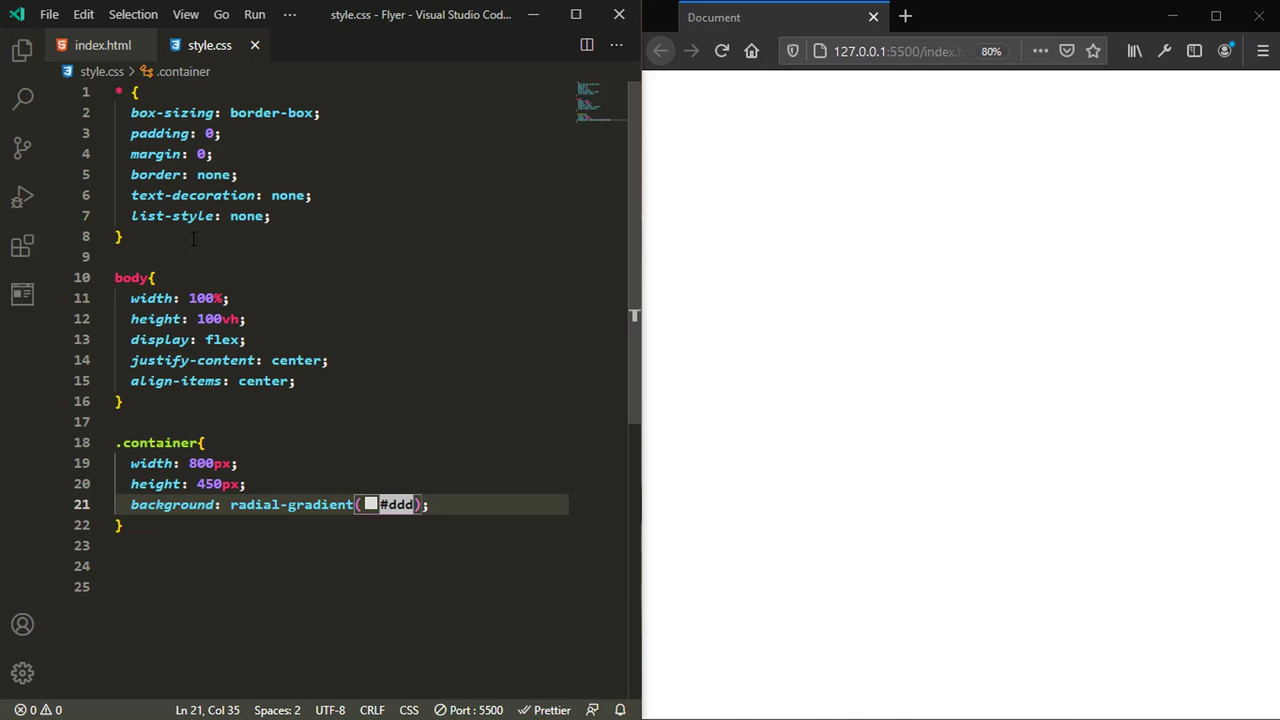 File Edit Selection View Go Run ··· style.css - Flyer - Visual Studio Cod...
Document
index.html style.css
127.0.0.1:5500/index.h 80%
style.css > .container
1 * {
2 box-sizing: border-box;
3 padding: 0;
4 margin: 0;
5 border: none;
6 text-decoration: none;
7 list-style: none;
8 }
9
10 body{
11 width: 100%;
12 height: 100vh;
13 display: flex;
14 justify-content: center;
15 align-items: center;
16 }
17
18 .container{
19 width: 800px;
20 height: 450px;
21 background: radial-gradient(#ddd);
22 }
23
24
25
0 0 Ln 21, Col 35 Spaces: 2 UTF-8 CRLF CSS Port : 5500 Prettier